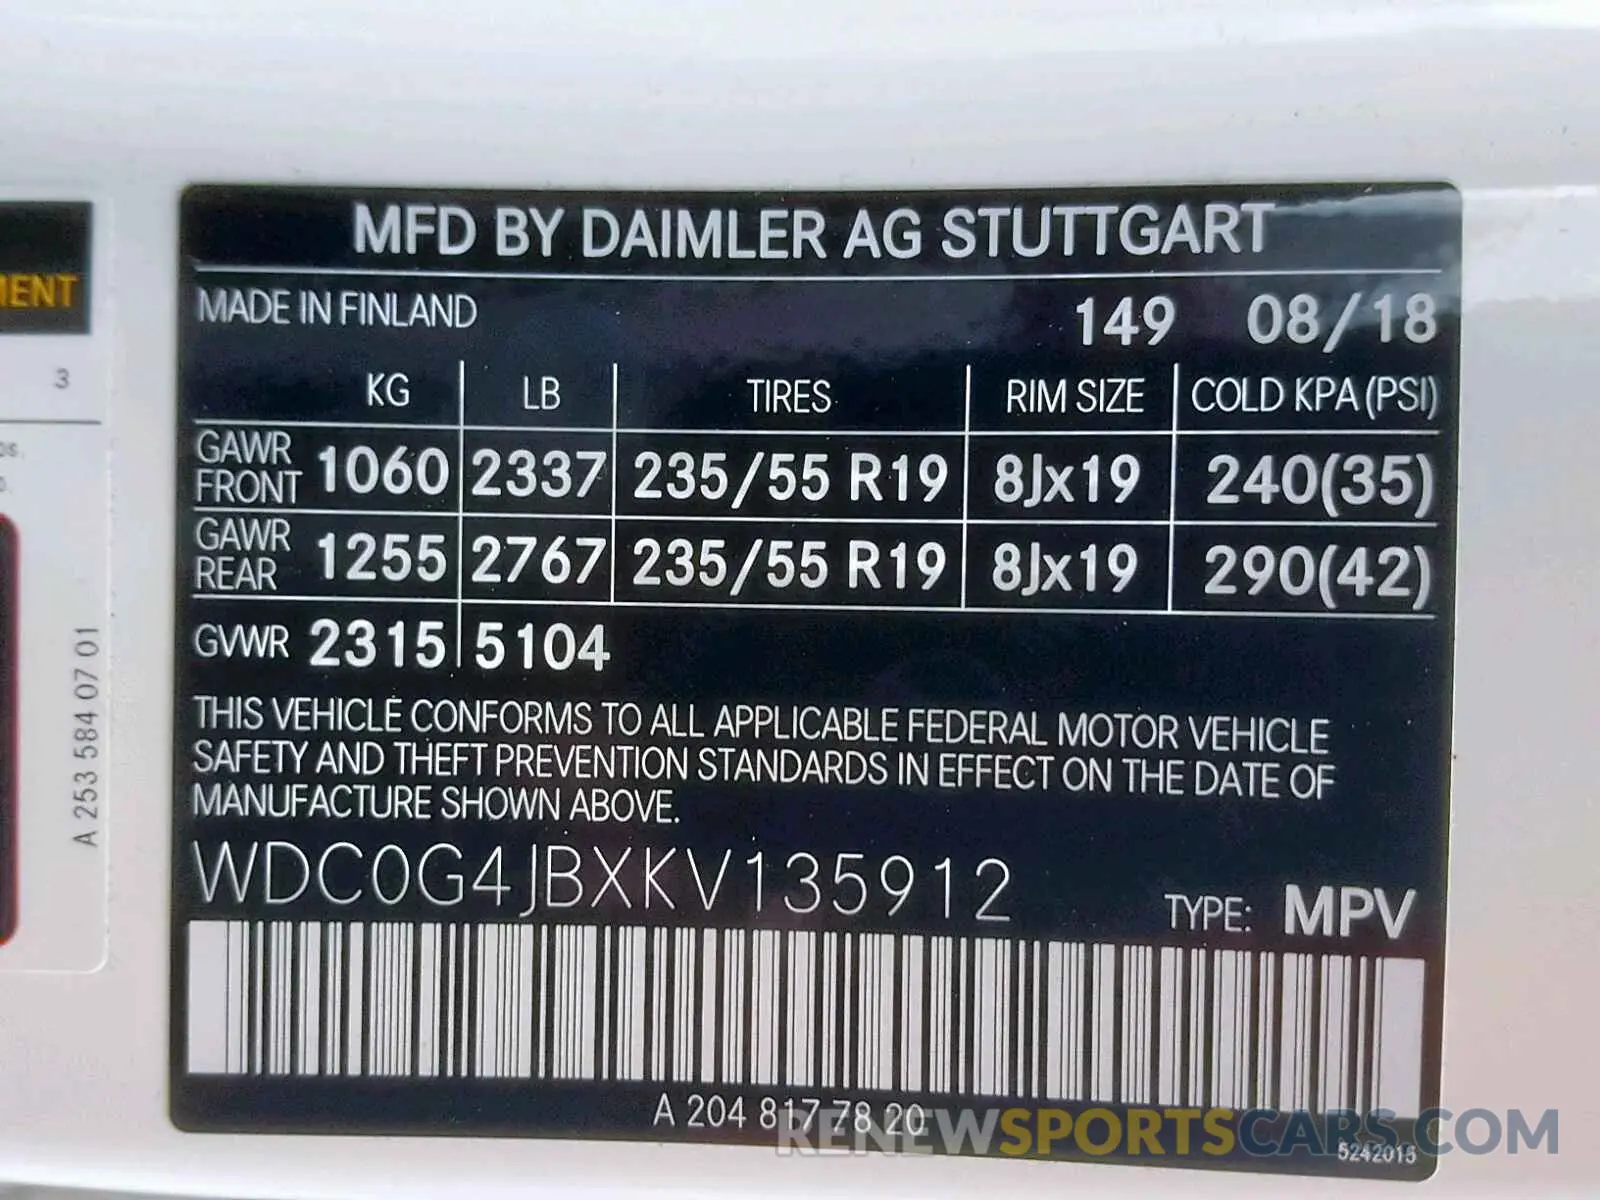 MFD BY DAIMLER AG STUTTGART
MADE IN FINLAND 149 08/18
KG LB TIRES RIM SIZE COLD KPA (PSI)
GAWR FRONT 1060 2337 235/55 R19 8Jx19 240(35)
GAWR REAR 1255 2767 235/55 R19 8Jx19 290(42)
GVWR 2315 5104
THIS VEHICLE CONFORMS TO ALL APPLICABLE FEDERAL MOTOR VEHICLE
SAFETY AND THEFT PREVENTION STANDARDS IN EFFECT ON THE DATE OF
MANUFACTURE SHOWN ABOVE.
WDC0G4JBXKV135912 TYPE: MPV
A 204 817 78 20
RENEWSPORTSCARS.COM
3
A 253 584 07 01